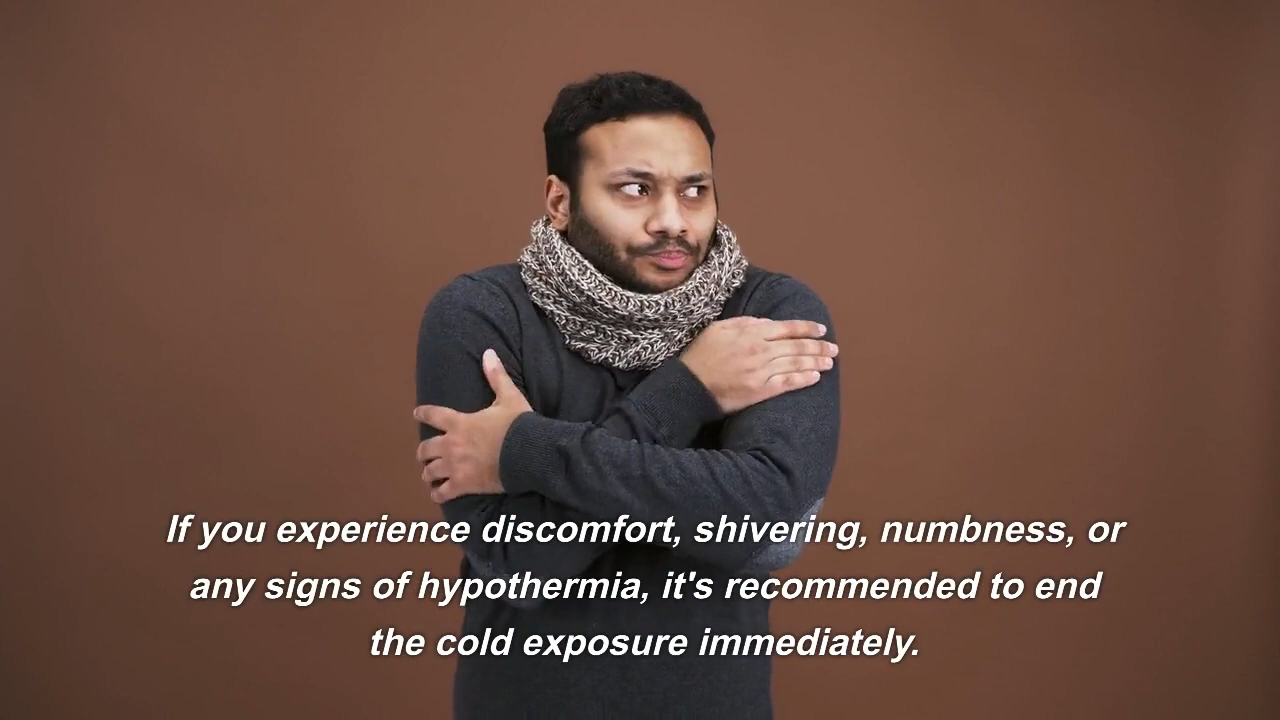 If you experience discomfort, shivering, numbness, or
any signs of hypothermia, it's recommended to end
the cold exposure immediately.